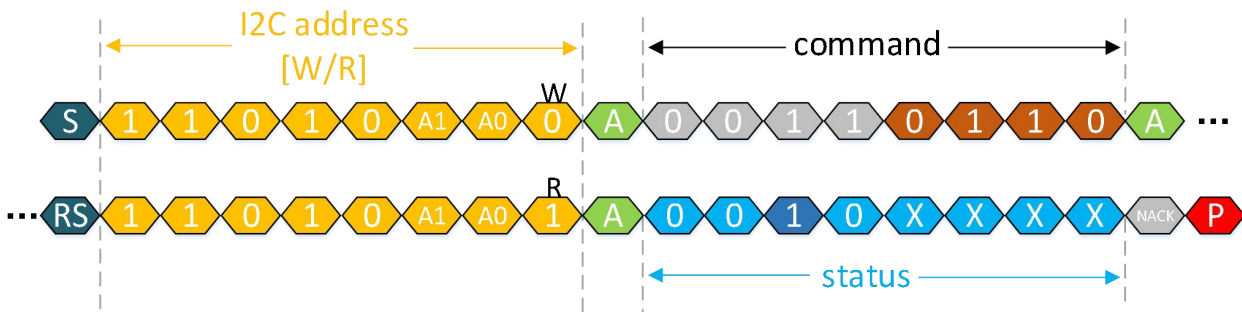 I2C address
[W/R]
command
W
S 1 1 0 1 0 A1 A0 0 A 0 0 1 1 0 1 1 0 A ...
R
... RS 1 1 0 1 0 A1 A0 1 A 0 0 1 0 X X X X NACK P
status